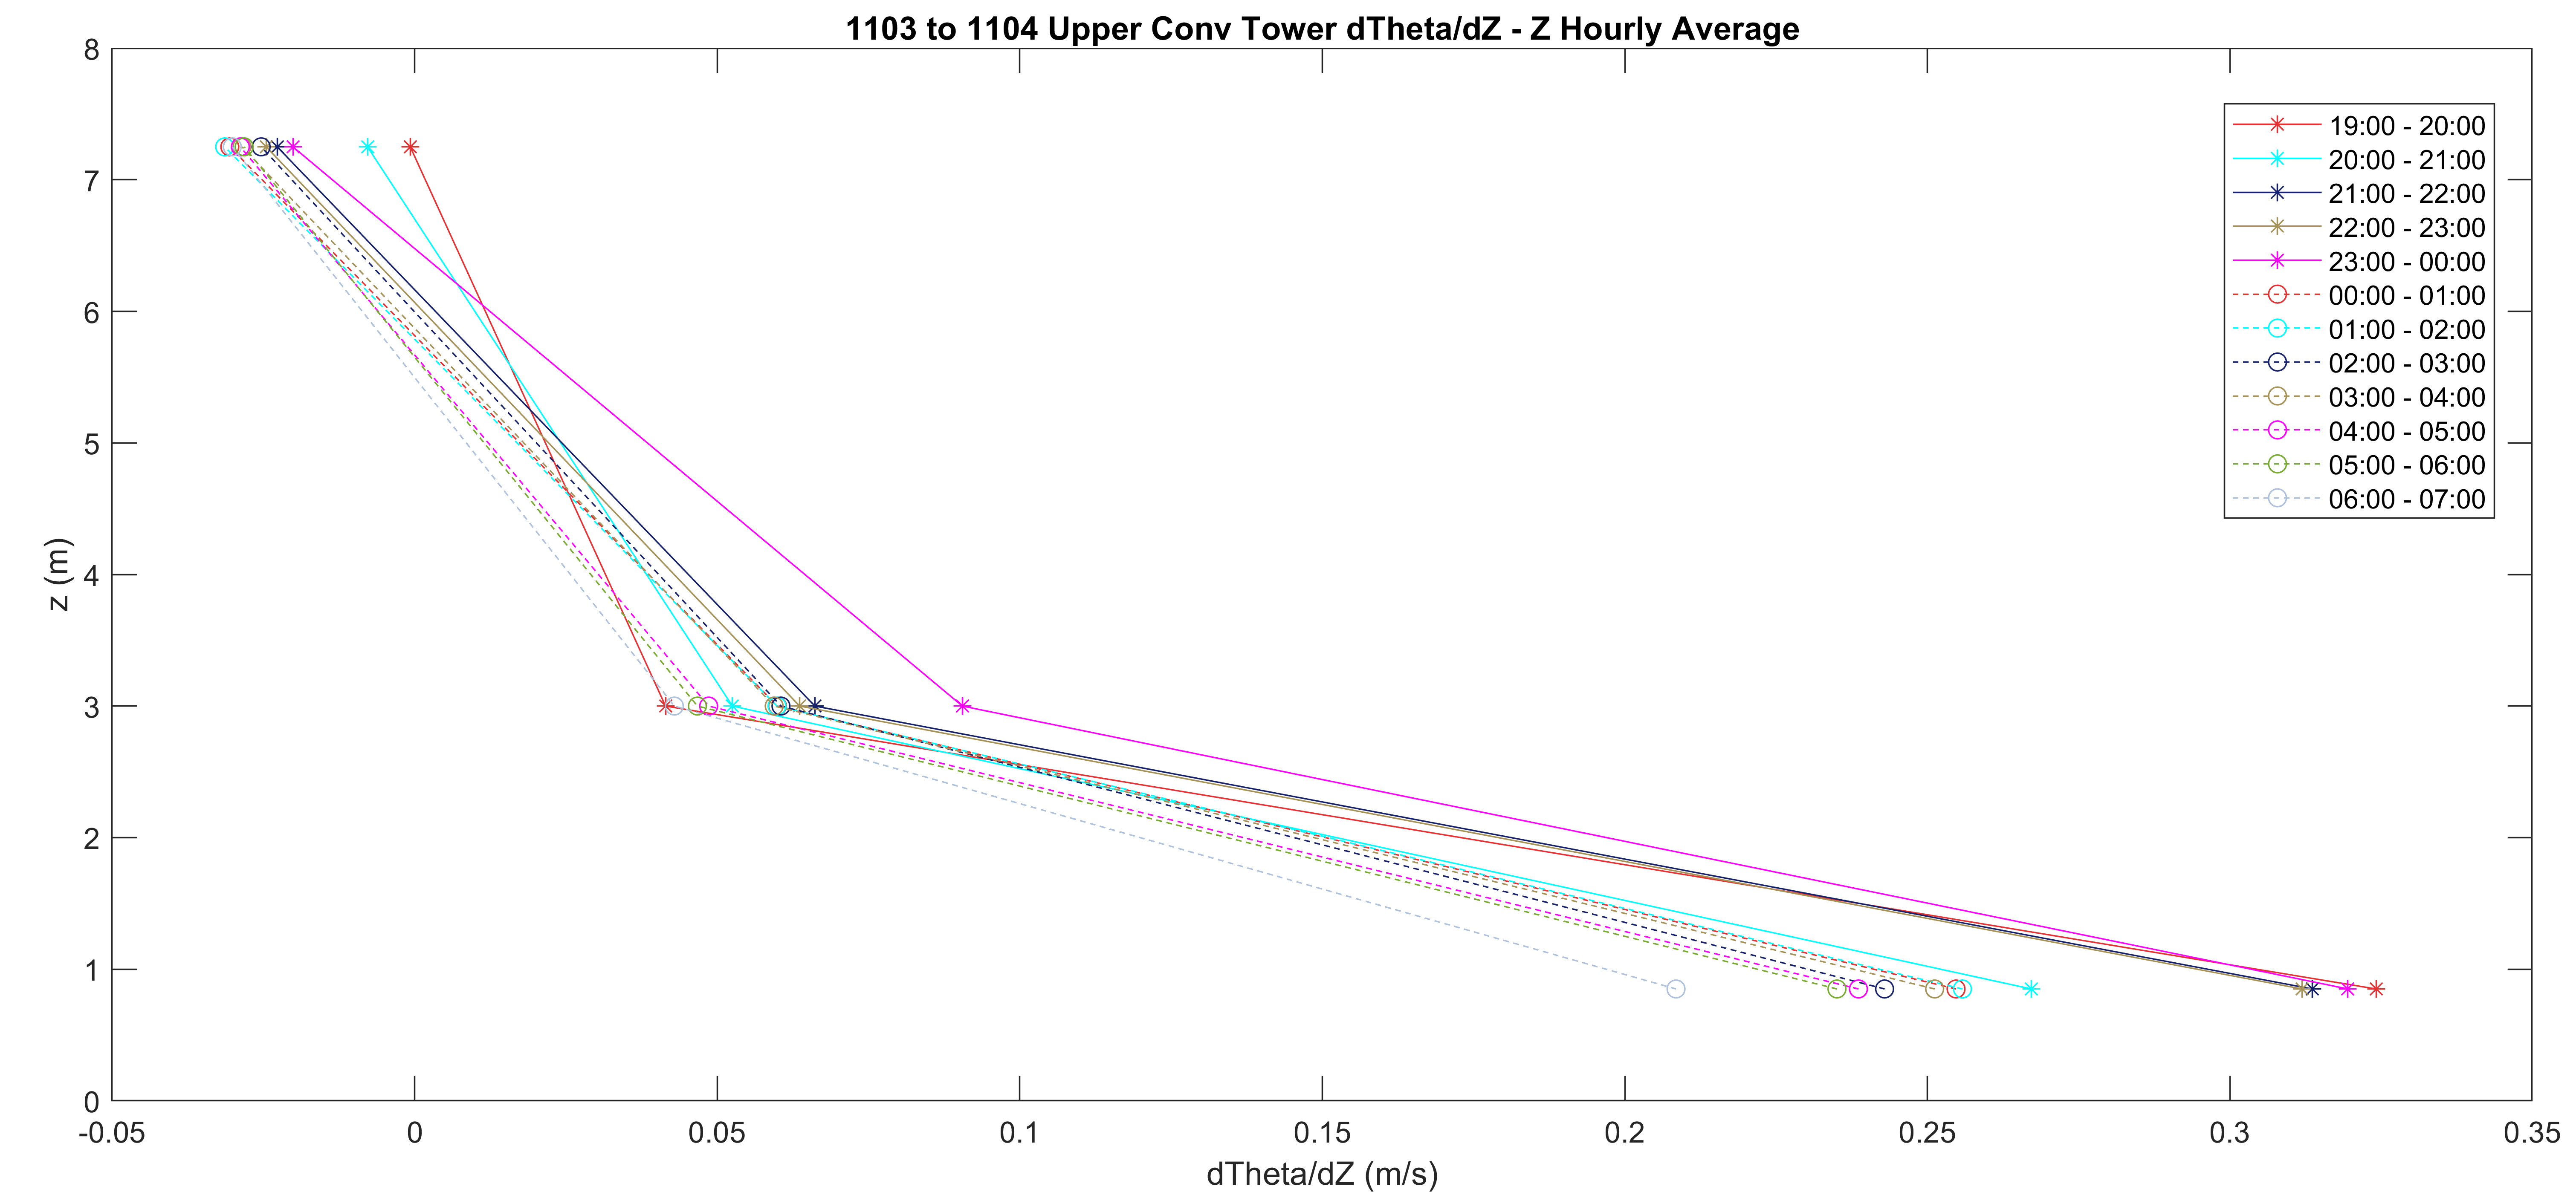 1103 to 1104 Upper Conv Tower dTheta/dZ - Z Hourly Average
8
7
6
5
4
3
2
1
0
z (m)
-0.05
0
0.05
0.1
0.15
0.2
0.25
0.3
0.35
dTheta/dZ (m/s)
19:00 - 20:00
20:00 - 21:00
21:00 - 22:00
22:00 - 23:00
23:00 - 00:00
00:00 - 01:00
01:00 - 02:00
02:00 - 03:00
03:00 - 04:00
04:00 - 05:00
05:00 - 06:00
06:00 - 07:00